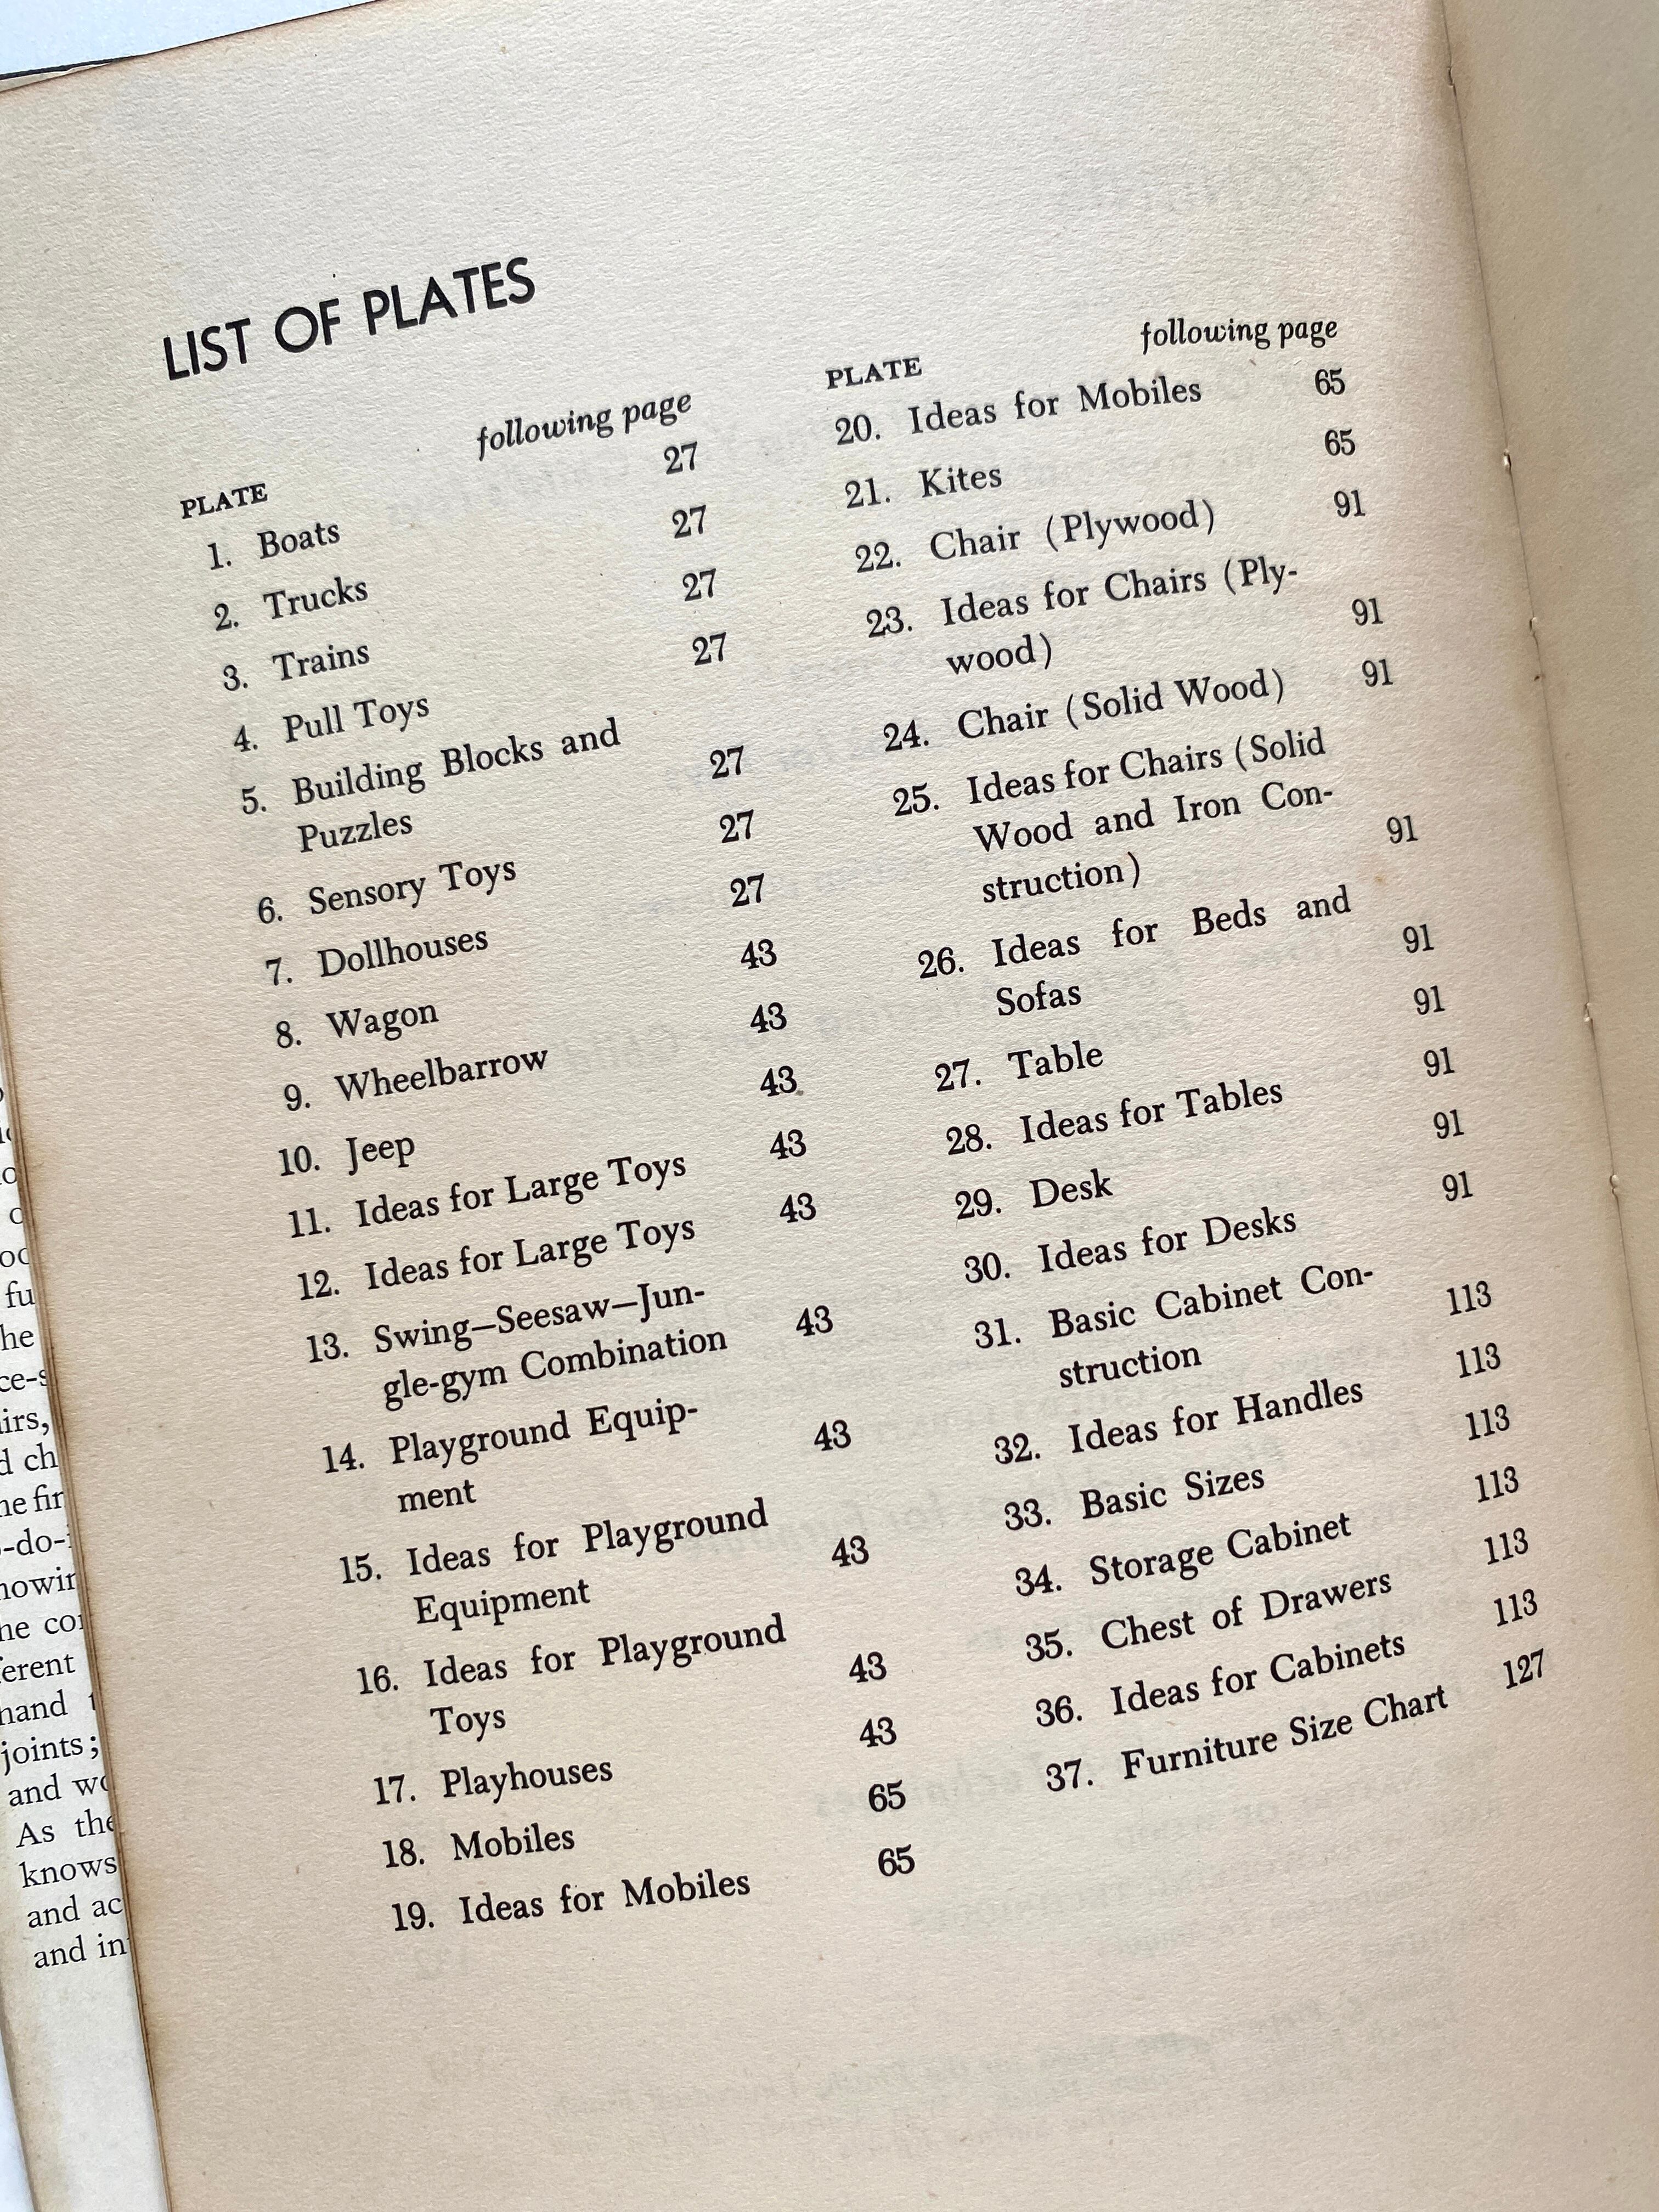 joints;
and
As the
knows
and
and
LIST OF PLATES
PLATE following page
1. Boats 27
2. Trucks 27
3. Trains 27
4. Pull Toys 27
5. Building Blocks and
Puzzles 27
6. Sensory Toys 27
7. Dollhouses 27
8. Wagon 43
9. Wheelbarrow 43
10. Jeep 43
11. Ideas for Large Toys 43
12. Ideas for Large Toys 43
13. Swing—Seesaw—Jun-
gle-gym Combination 43
14. Playground Equip-
ment 43
15. Ideas for Playground
Equipment 43
16. Ideas for Playground
Toys 43
17. Playhouses 43
18. Mobiles 65
19. Ideas for Mobiles 65
PLATE following page
20. Ideas for Mobiles 65
21. Kites 65
22. Chair (Plywood) 91
23. Ideas for Chairs (Ply-
wood) 91
24. Chair (Solid Wood) 91
25. Ideas for Chairs (Solid
Wood and Iron Con-
struction) 91
26. Ideas for Beds and
Sofas 91
27. Table 91
28. Ideas for Tables 91
29. Desk 91
30. Ideas for Desks 91
31. Basic Cabinet Con-
struction 113
32. Ideas for Handles 113
33. Basic Sizes 113
34. Storage Cabinet 113
35. Chest of Drawers 113
36. Ideas for Cabinets 113
37. Furniture Size Chart 127